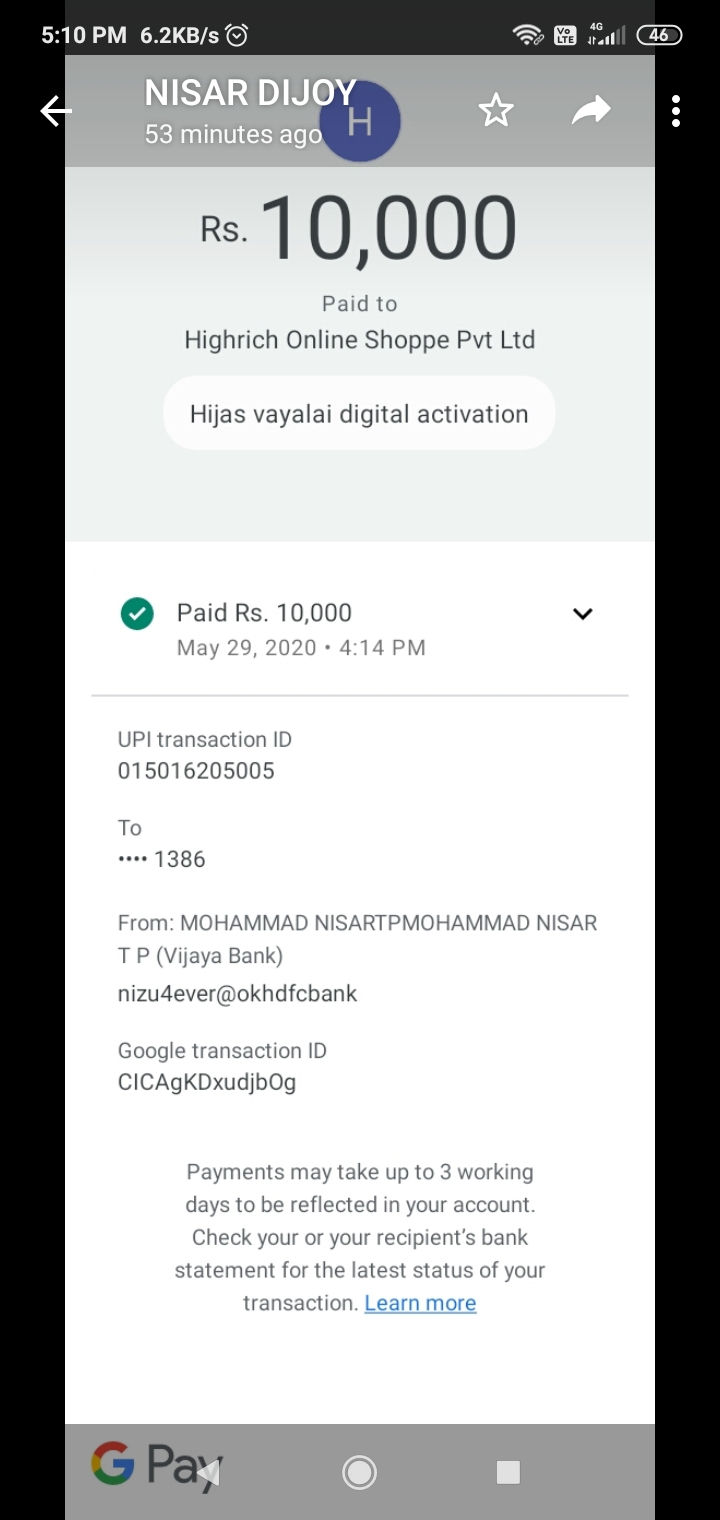 5:10 PM 6.2KB/s
Vo LTE 4G 46
NISAR DIJOY
53 minutes ago
H
Rs. 10,000
Paid to
Highrich Online Shoppe Pvt Ltd
Hijas vayalai digital activation
Paid Rs. 10,000
May 29, 2020 • 4:14 PM
UPI transaction ID
015016205005
To
•••• 1386
From: MOHAMMAD NISARTPMOHAMMAD NISAR
T P (Vijaya Bank)
nizu4ever@okhdfcbank
Google transaction ID
CICAgKDxudjbOg
Payments may take up to 3 working
days to be reflected in your account.
Check your or your recipient's bank
statement for the latest status of your
transaction. Learn more
G Pay